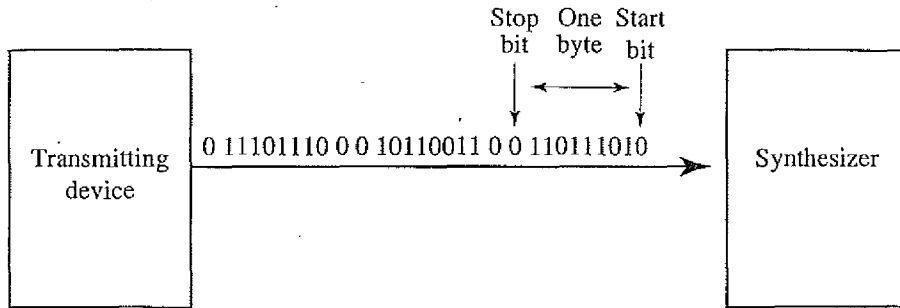 Stop One Start
bit byte bit
0 11101110 0 0 10110011 0 0 110111010
Transmitting
device
Synthesizer